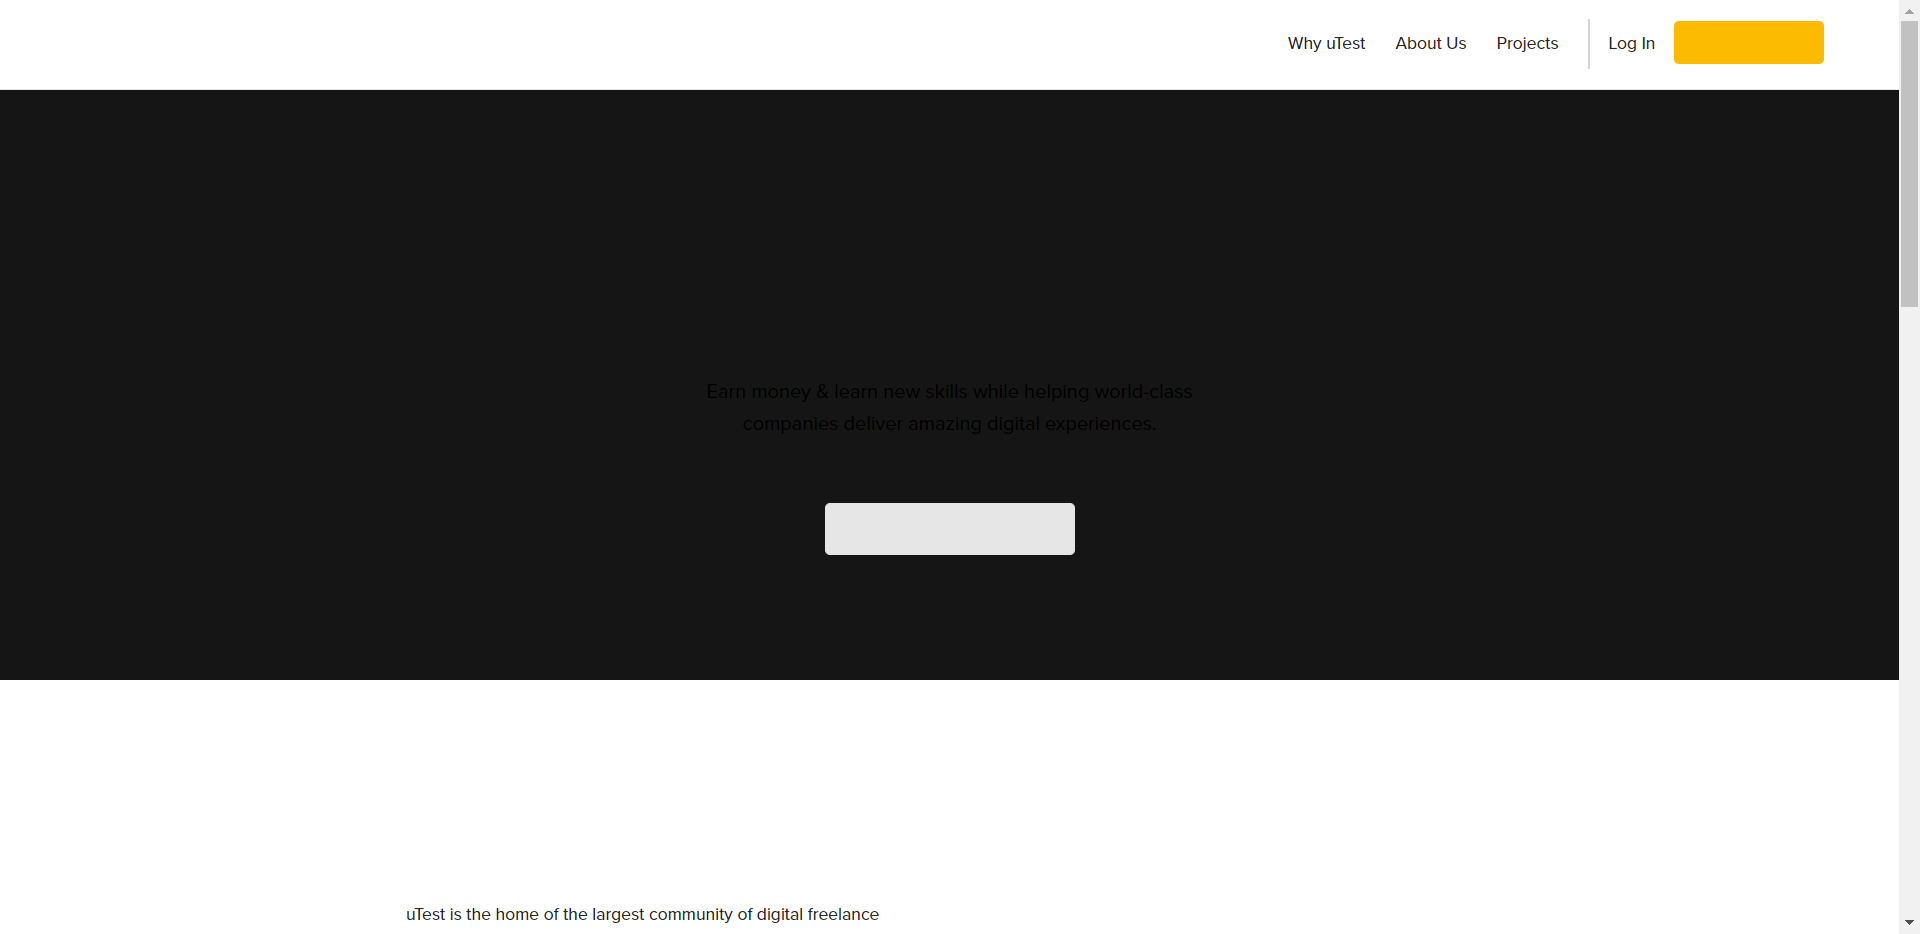 Why uTest About Us Projects Log In
Earn money & learn new skills while helping world-class
companies deliver amazing digital experiences.
uTest is the home of the largest community of digital freelance